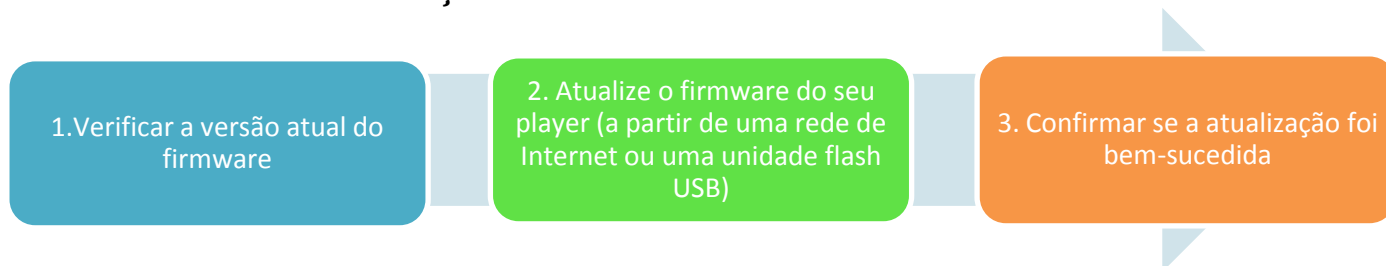 1.Verificar a versão atual do
firmware
2. Atualize o firmware do seu
player (a partir de uma rede de
Internet ou uma unidade flash
USB)
3. Confirmar se a atualização foi
bem-sucedida